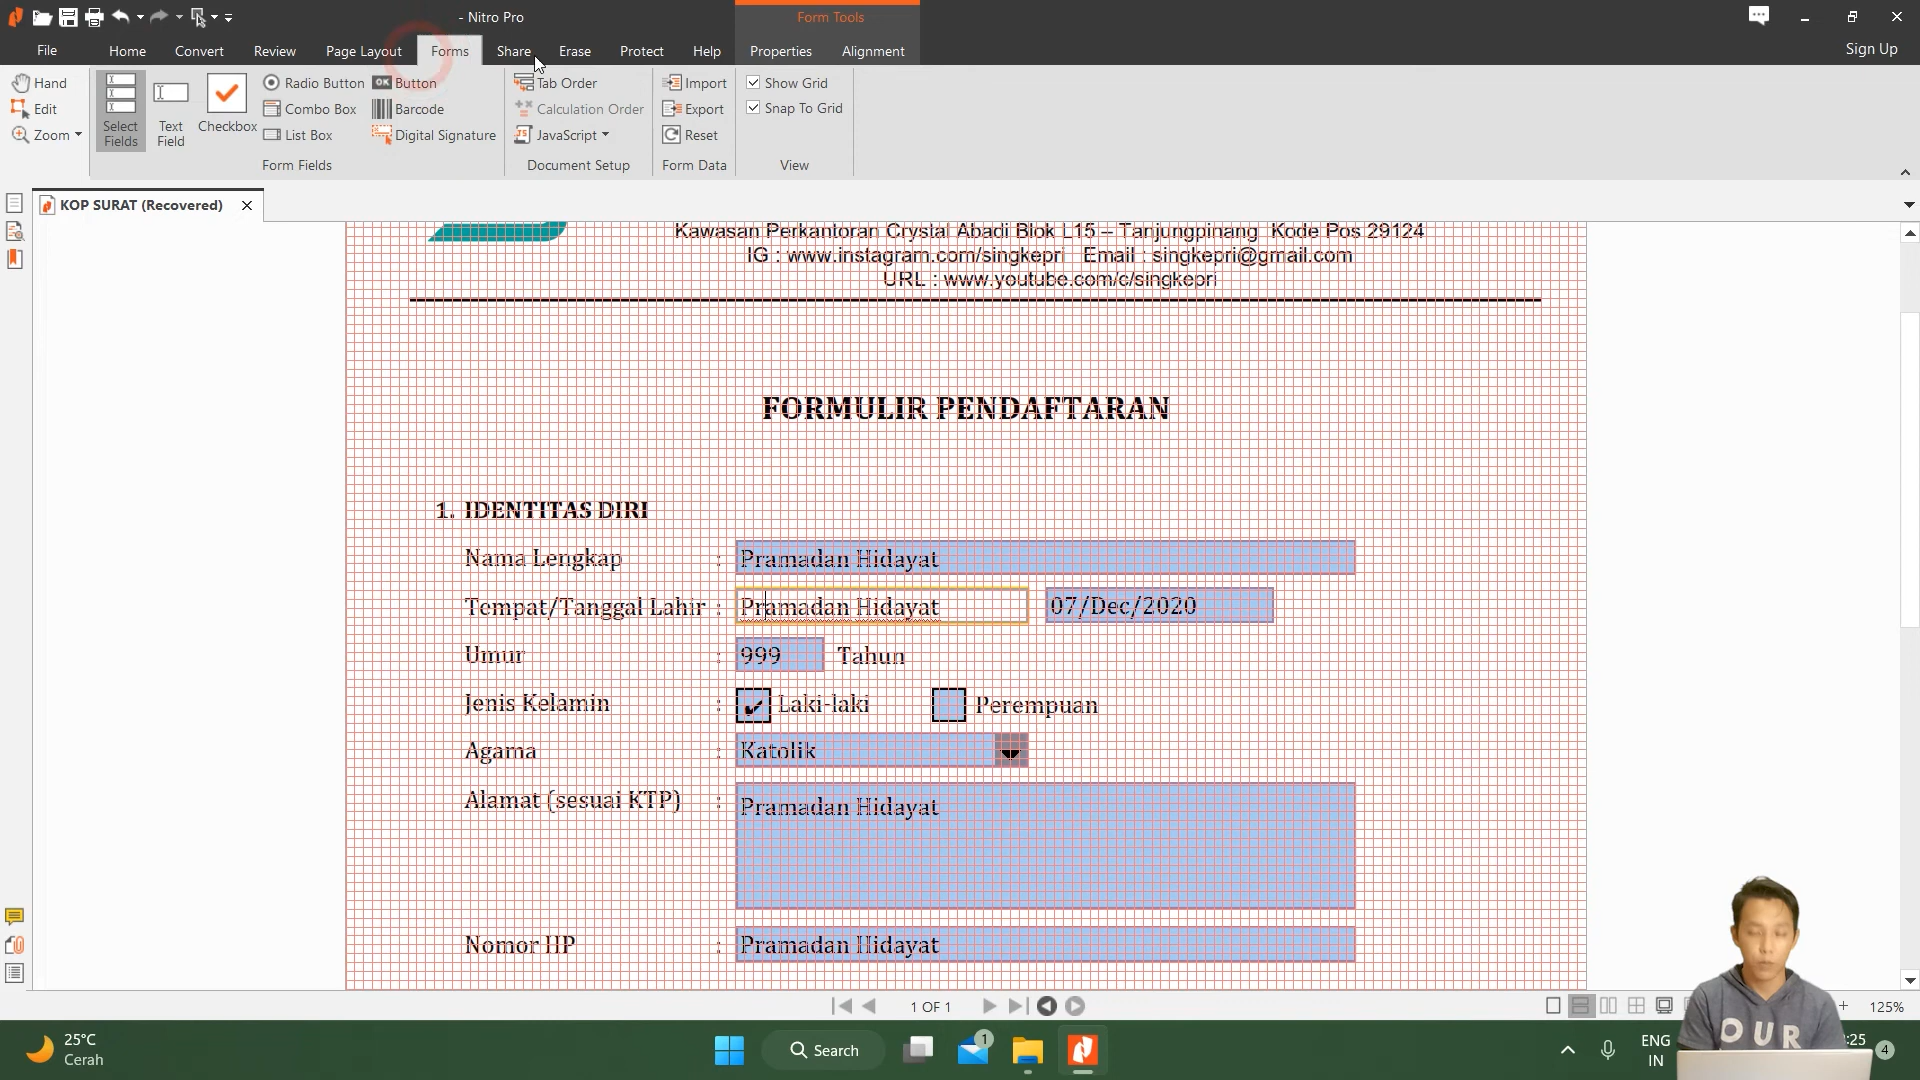 - Nitro Pro
Form Tools
File Home Convert Review Page Layout Forms Share Erase Protect Help Properties Alignment Sign Up
Hand
Edit
Zoom
Select Fields
Text Field
Checkbox
Radio Button
Combo Box
List Box
OK Button
Barcode
Digital Signature
Form Fields
Tab Order
Calculation Order
JS JavaScript
Document Setup
Import
Export
Reset
Form Data
Show Grid
Snap To Grid
View
KOP SURAT (Recovered)
Kawasan Perkantoran Crystal Abadi Blok L15 – Tanjungpinang Kode Pos 29124
IG : www.instagram.com/singkepri Email : singkepri@gmail.com
URL : www.youtube.com/c/singkepri
FORMULIR PENDAFTARAN
1. IDENTITAS DIRI
Nama Lengkap : Pramadan Hidayat
Tempat/Tanggal Lahir : Pramadan Hidayat 07/Dec/2020
Umur : 999 Tahun
Jenis Kelamin : Laki-laki Perempuan
Agama : Katolik
Alamat (sesuai KTP) : Pramadan Hidayat
Nomor HP : Pramadan Hidayat
1 OF 1
125%
25°C
Cerah
Search
1
ENG
IN
:25
4
OUR